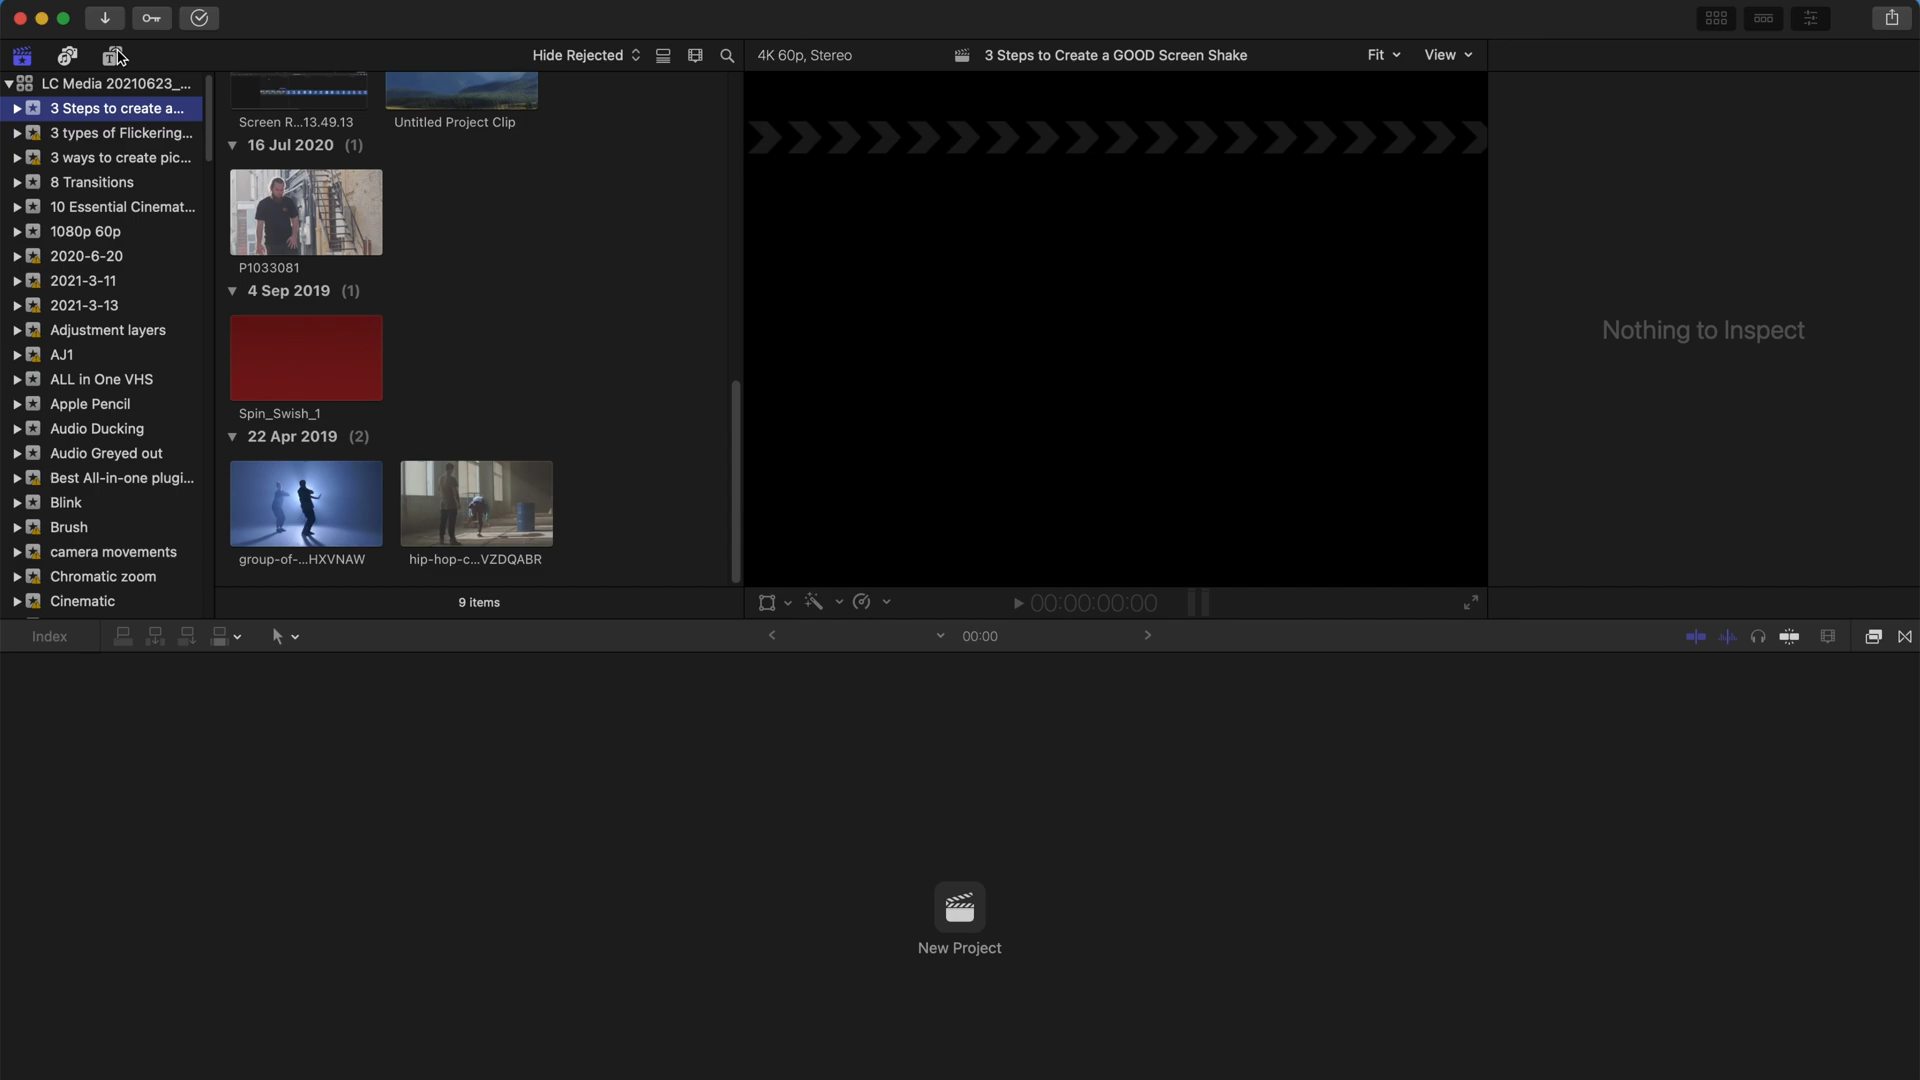 Hide Rejected
4K 60p, Stereo
3 Steps to Create a GOOD Screen Shake
Fit
View
LC Media 20210623_...
3 Steps to create a...
3 types of Flickering...
3 ways to create pic...
8 Transitions
10 Essential Cinemat...
1080p 60p
2020-6-20
2021-3-11
2021-3-13
Adjustment layers
AJ1
ALL in One VHS
Apple Pencil
Audio Ducking
Audio Greyed out
Best All-in-one plugi...
Blink
Brush
camera movements
Chromatic zoom
Cinematic
Screen R...13.49.13
Untitled Project Clip
16 Jul 2020 (1)
P1033081
4 Sep 2019 (1)
Spin_Swish_1
22 Apr 2019 (2)
group-of-...HXVNAW
hip-hop-c...VZDQABR
9 items
00:00:00:00
Nothing to Inspect
Index
00:00
New Project